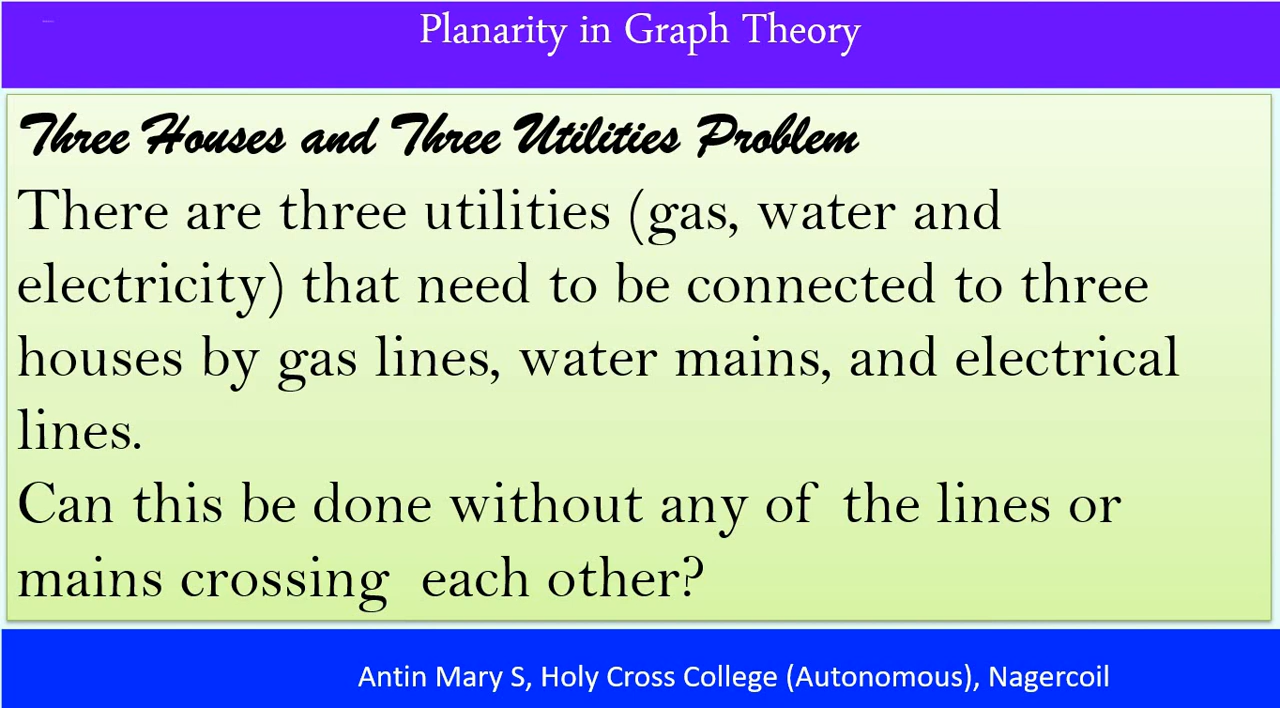 Planarity in Graph Theory
Three Houses and Three Utilities Problem
There are three utilities (gas, water and
electricity) that need to be connected to three
houses by gas lines, water mains, and electrical
lines.
Can this be done without any of the lines or
mains crossing each other?
Antin Mary S, Holy Cross College (Autonomous), Nagercoil